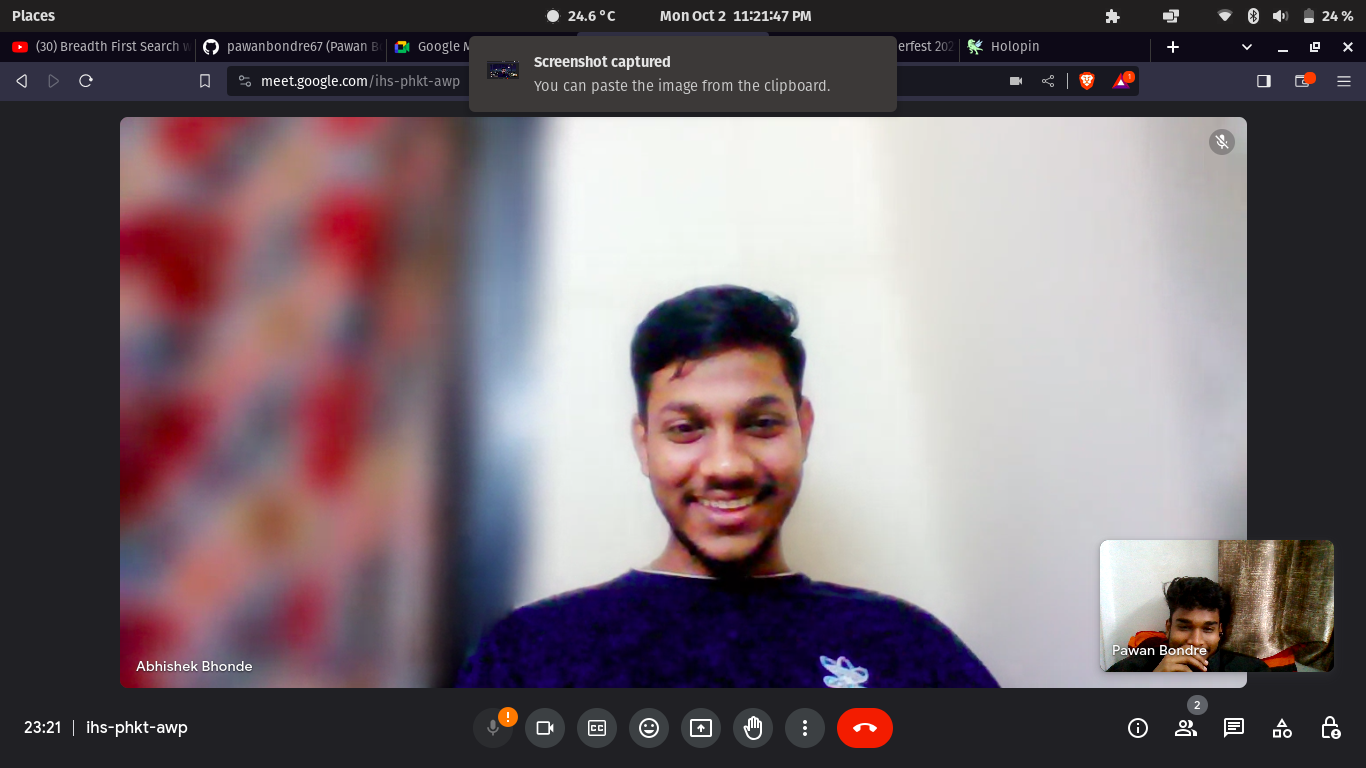 Places
24.6 °C
Mon Oct 2 11:21:47 PM
24 %
(30) Breadth First Search
pawanbondre67 (Pawan
Google
Holopin
meet.google.com/ihs-phkt-awp
1
Screenshot captured
You can paste the image from the clipboard.
Abhishek Bhonde
Pawan Bondre
23:21
ihs-phkt-awp
!
CC
2